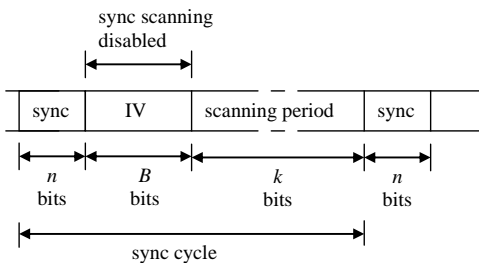 sync scanning
disabled
sync IV scanning period sync
n B k n
bits bits bits bits
sync cycle